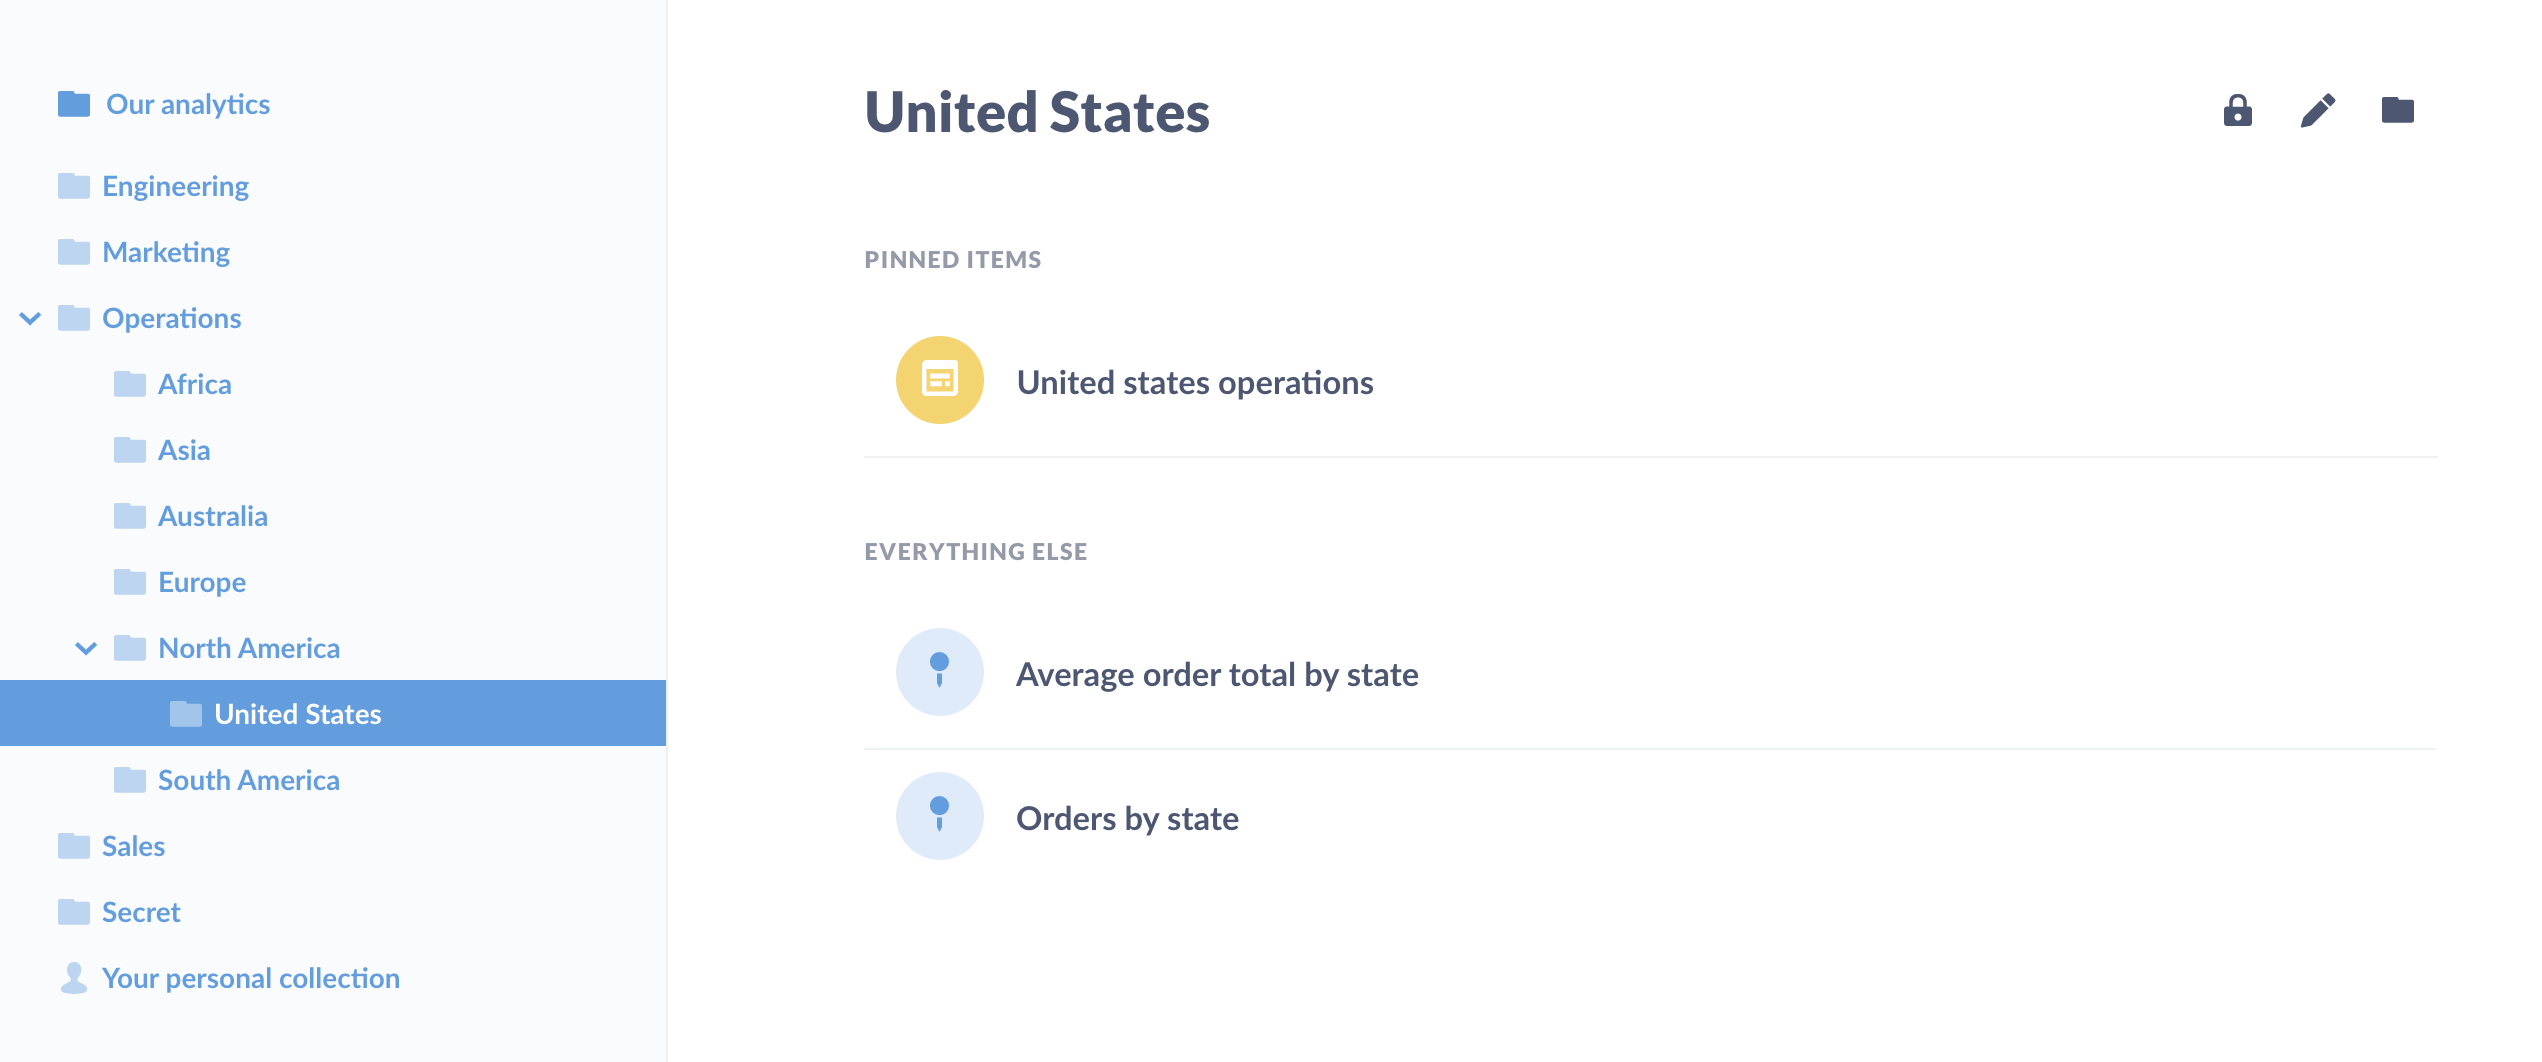 Our analytics
Engineering
Marketing
Operations
Africa
Asia
Australia
Europe
North America
United States
South America
Sales
Secret
Your personal collection
United States
PINNED ITEMS
United states operations
EVERYTHING ELSE
Average order total by state
Orders by state